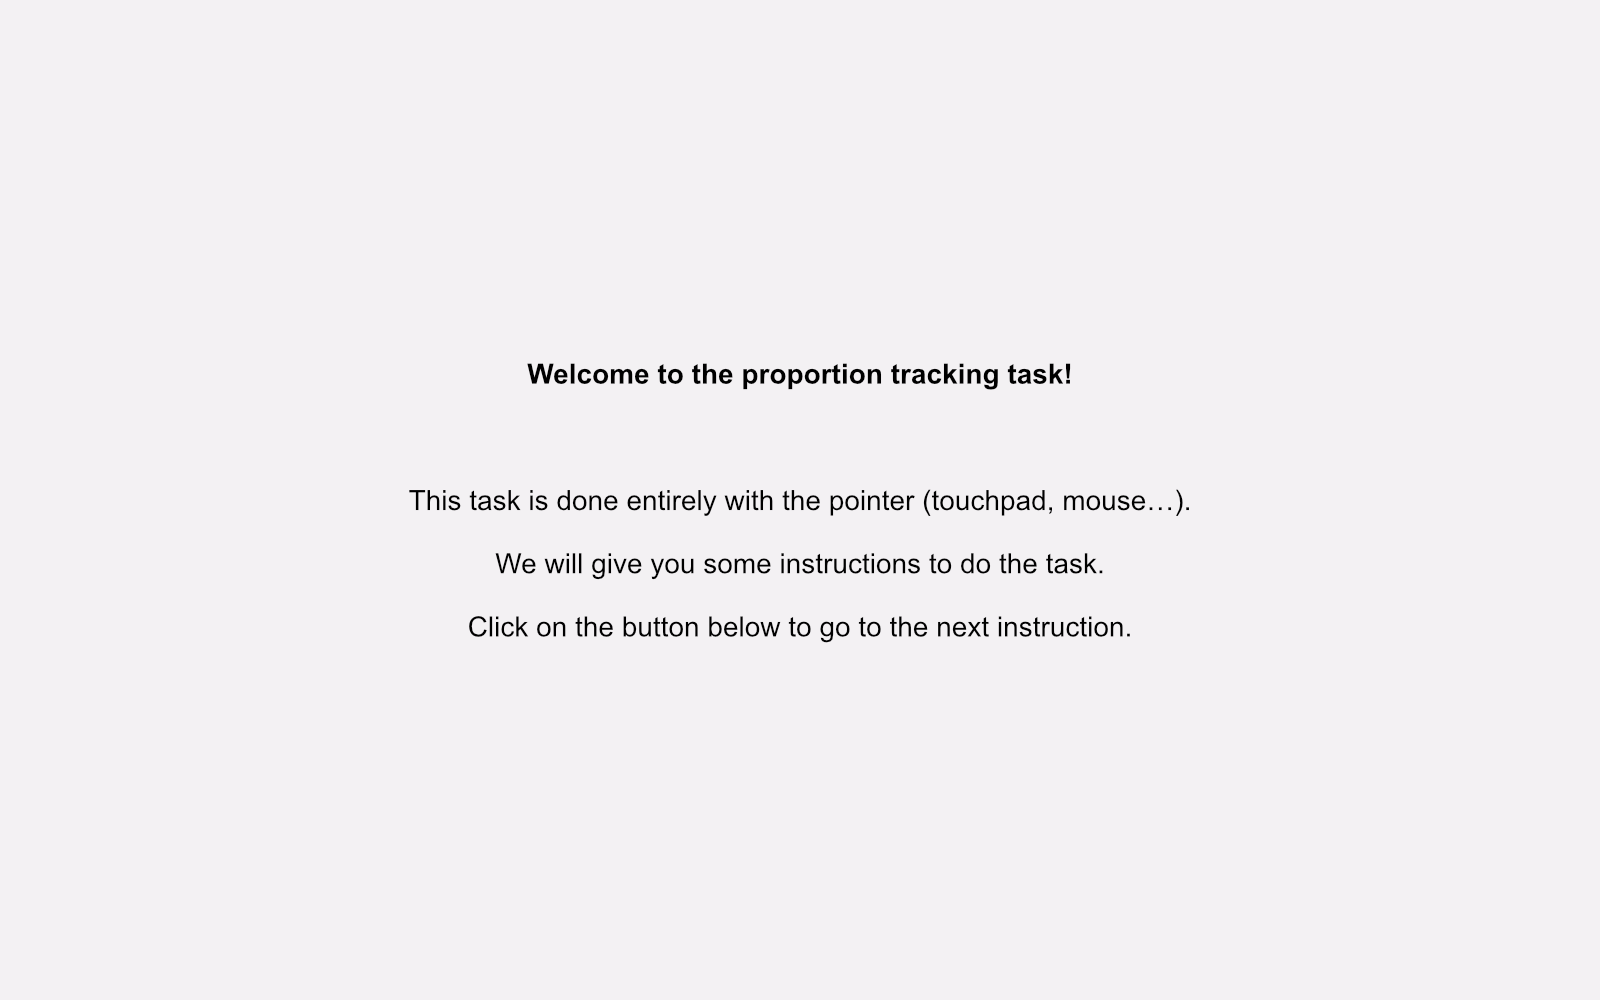 Welcome to the proportion tracking task!
This task is done entirely with the pointer (touchpad, mouse…).
We will give you some instructions to do the task.
Click on the button below to go to the next instruction.